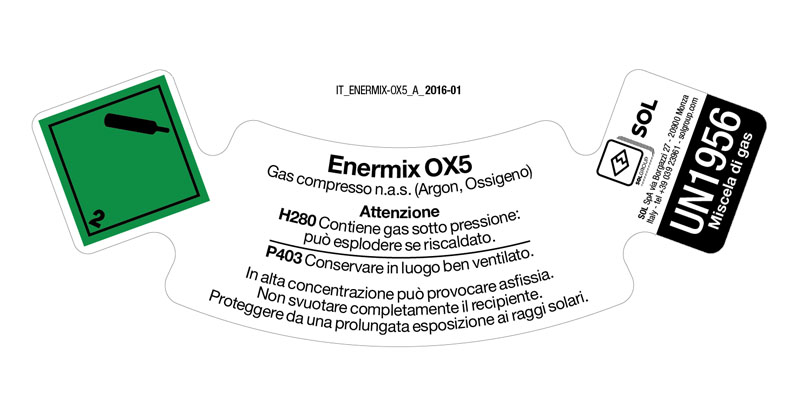 IT_ENERMIX-OX5_A_2016-01
2
Enermix OX5
Gas compresso n.a.s. (Argon, Ossigeno)
Attenzione
H280 Contiene gas sotto pressione:
può esplodere se riscaldato.
P403 Conservare in luogo ben ventilato.
In alta concentrazione può provocare asfissia.
Non svuotare completamente il recipiente.
Proteggere da una prolungata esposizione ai raggi solari.
SOLGROUP
SOL
SOL SpA via Borgazzi 27 - 20900 Monza
Italy - tel +39 039 23961 - solgroup.com
UN1956
Miscela di gas